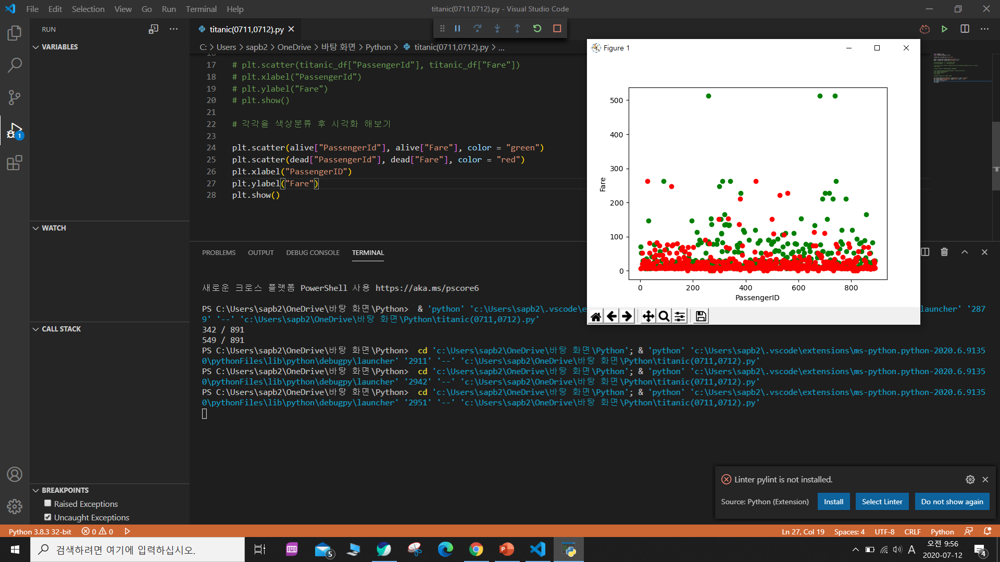 File Edit Selection View Go Run Terminal Help
titanic(0711,0712).py - Visual Studio Code
RUN
titanic(0711,0712).py
VARIABLES
C: > Users > sapb2 > OneDrive > 바탕 화면 > Python > titanic(0711,0712).py > ...
16
17 # plt.scatter(titanic_df["PassengerId"], titanic_df["Fare"])
18 # plt.xlabel("PassengerId")
19 # plt.ylabel("Fare")
20 # plt.show()
21
22 # 각각을 색상분류 후 시각화 해보기
23
24 plt.scatter(alive["PassengerId"], alive["Fare"], color = "green")
25 plt.scatter(dead["PassengerId"], dead["Fare"], color = "red")
26 plt.xlabel("PassengerID")
27 plt.ylabel("Fare")
28 plt.show()
Figure 1
500
400
300
200
100
0
Fare
0 200 400 600 800
PassengerID
WATCH
CALL STACK
BREAKPOINTS
Raised Exceptions
Uncaught Exceptions
1
PROBLEMS OUTPUT DEBUG CONSOLE TERMINAL
새로운 크로스 플랫폼 PowerShell 사용 https://aka.ms/pscore6
PS C:\Users\sapb2\OneDrive\바탕 화면\Python>  & 'python' 'c:\Users\sapb2\.vscode\e
launcher' '287
9' '--' 'c:\Users\sapb2\OneDrive\바탕 화면\Python\titanic(0711,0712).py'
342 / 891
549 / 891
PS C:\Users\sapb2\OneDrive\바탕 화면\Python>  cd 'c:\Users\sapb2\OneDrive\바탕 화면\Python'; & 'python' 'c:\Users\sapb2\.vscode\extensions\ms-python.python-2020.6.9135
0\pythonFiles\lib\python\debugpy\launcher' '2911' '--' 'c:\Users\sapb2\OneDrive\바탕 화면\Python\titanic(0711,0712).py'
PS C:\Users\sapb2\OneDrive\바탕 화면\Python>  cd 'c:\Users\sapb2\OneDrive\바탕 화면\Python'; & 'python' 'c:\Users\sapb2\.vscode\extensions\ms-python.python-2020.6.9135
0\pythonFiles\lib\python\debugpy\launcher' '2942' '--' 'c:\Users\sapb2\OneDrive\바탕 화면\Python\titanic(0711,0712).py'
PS C:\Users\sapb2\OneDrive\바탕 화면\Python>  cd 'c:\Users\sapb2\OneDrive\바탕 화면\Python'; & 'python' 'c:\Users\sapb2\.vscode\extensions\ms-python.python-2020.6.9135
0\pythonFiles\lib\python\debugpy\launcher' '2951' '--' 'c:\Users\sapb2\OneDrive\바탕 화면\Python\titanic(0711,0712).py'
Linter pylint is not installed.
Source: Python (Extension)
Install
Select Linter
Do not show again
Python 3.8.3 32-bit 0 0
Ln 27, Col 19 Spaces: 4 UTF-8 CRLF Python
검색하려면 여기에 입력하십시오.
5
A
오전 9:56
2020-07-12
4